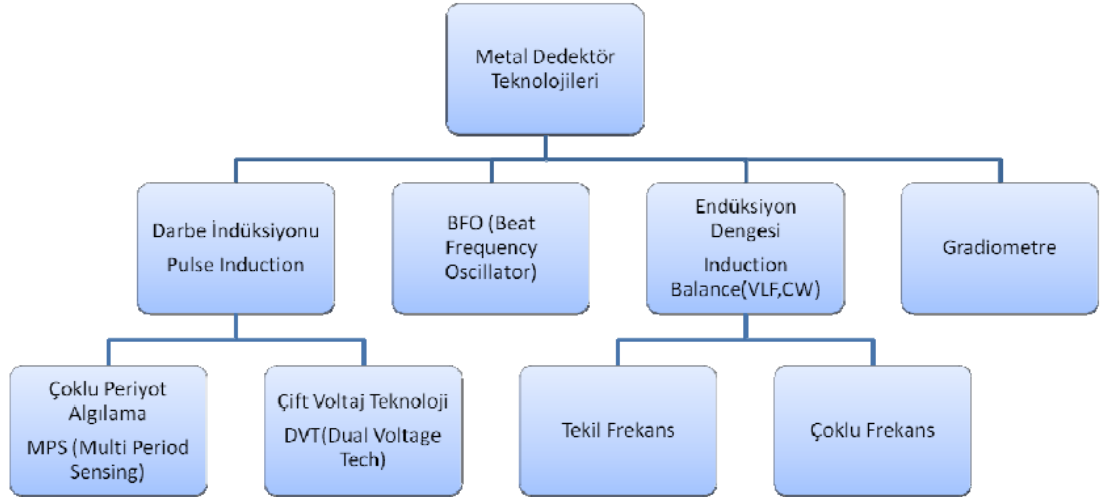 Metal Dedektör
Teknolojileri
Darbe İndüksiyonu
Pulse Induction
BFO (Beat
Frequency
Oscillator)
Endüksiyon
Dengesi
Induction
Balance(VLF,CW)
Gradiometre
Çoklu Periyot
Algılama
MPS (Multi Period
Sensing)
Çift Voltaj Teknoloji
DVT(Dual Voltage
Tech)
Tekil Frekans
Çoklu Frekans